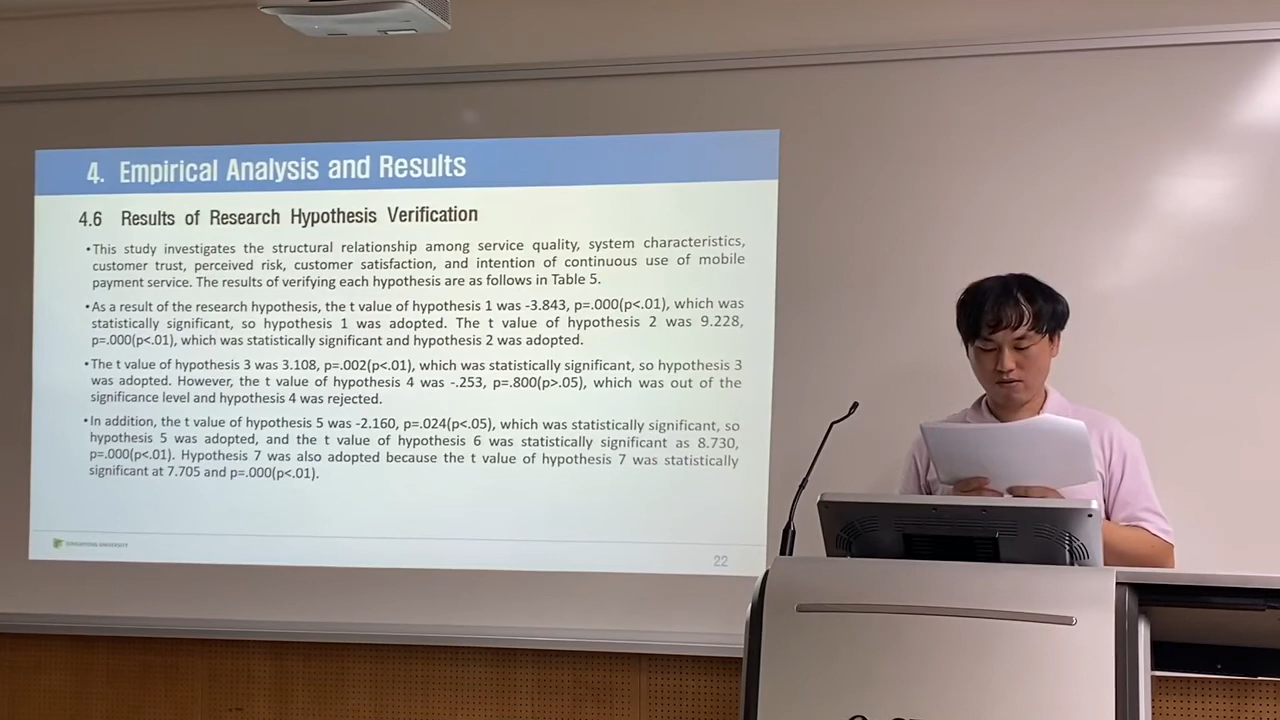 4. Empirical Analysis and Results
4.6 Results of Research Hypothesis Verification
•This study investigates the structural relationship among service quality, system characteristics,
customer trust, perceived risk, customer satisfaction, and intention of continuous use of mobile
payment service. The results of verifying each hypothesis are as follows in Table 5.
•As a result of the research hypothesis, the t value of hypothesis 1 was -3.843, p=.000(p<.01), which was
statistically significant, so hypothesis 1 was adopted. The t value of hypothesis 2 was 9.228,
p=.000(p<.01), which was statistically significant and hypothesis 2 was adopted.
•The t value of hypothesis 3 was 3.108, p=.002(p<.01), which was statistically significant, so hypothesis 3
was adopted. However, the t value of hypothesis 4 was -.253, p=.800(p>.05), which was out of the
significance level and hypothesis 4 was rejected.
•In addition, the t value of hypothesis 5 was -2.160, p=.024(p<.05), which was statistically significant, so
hypothesis 5 was adopted, and the t value of hypothesis 6 was statistically significant as 8.730,
p=.000(p<.01). Hypothesis 7 was also adopted because the t value of hypothesis 7 was statistically
significant at 7.705 and p=.000(p<.01).
UNIVERSITY
22